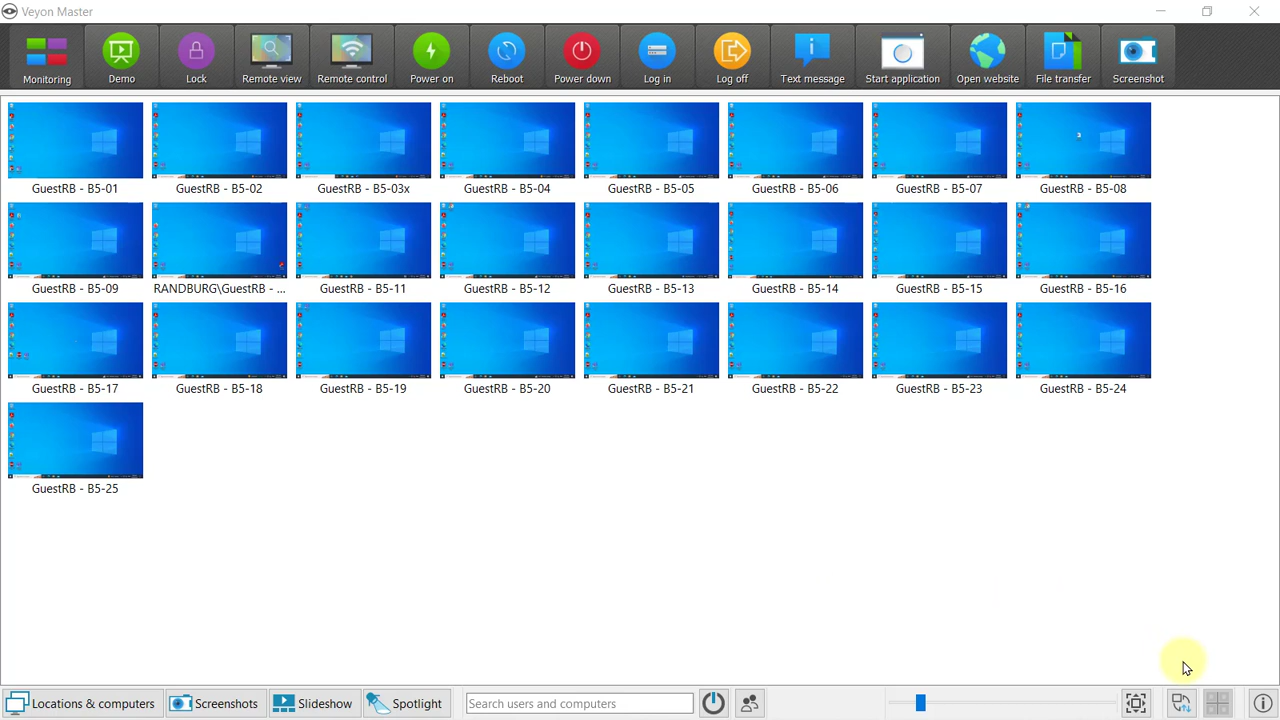 Veyon Master
Monitoring Demo Lock Remote view Remote control Power on Reboot Power down Log in Log off Text message Start application Open website File transfer Screenshot
GuestRB - B5-01 GuestRB - B5-02 GuestRB - B5-03x GuestRB - B5-04 GuestRB - B5-05 GuestRB - B5-06 GuestRB - B5-07 GuestRB - B5-08
GuestRB - B5-09 RANDBURG\GuestRB - ... GuestRB - B5-11 GuestRB - B5-12 GuestRB - B5-13 GuestRB - B5-14 GuestRB - B5-15 GuestRB - B5-16
GuestRB - B5-17 GuestRB - B5-18 GuestRB - B5-19 GuestRB - B5-20 GuestRB - B5-21 GuestRB - B5-22 GuestRB - B5-23 GuestRB - B5-24
GuestRB - B5-25
Locations & computers Screenshots Slideshow Spotlight Search users and computers